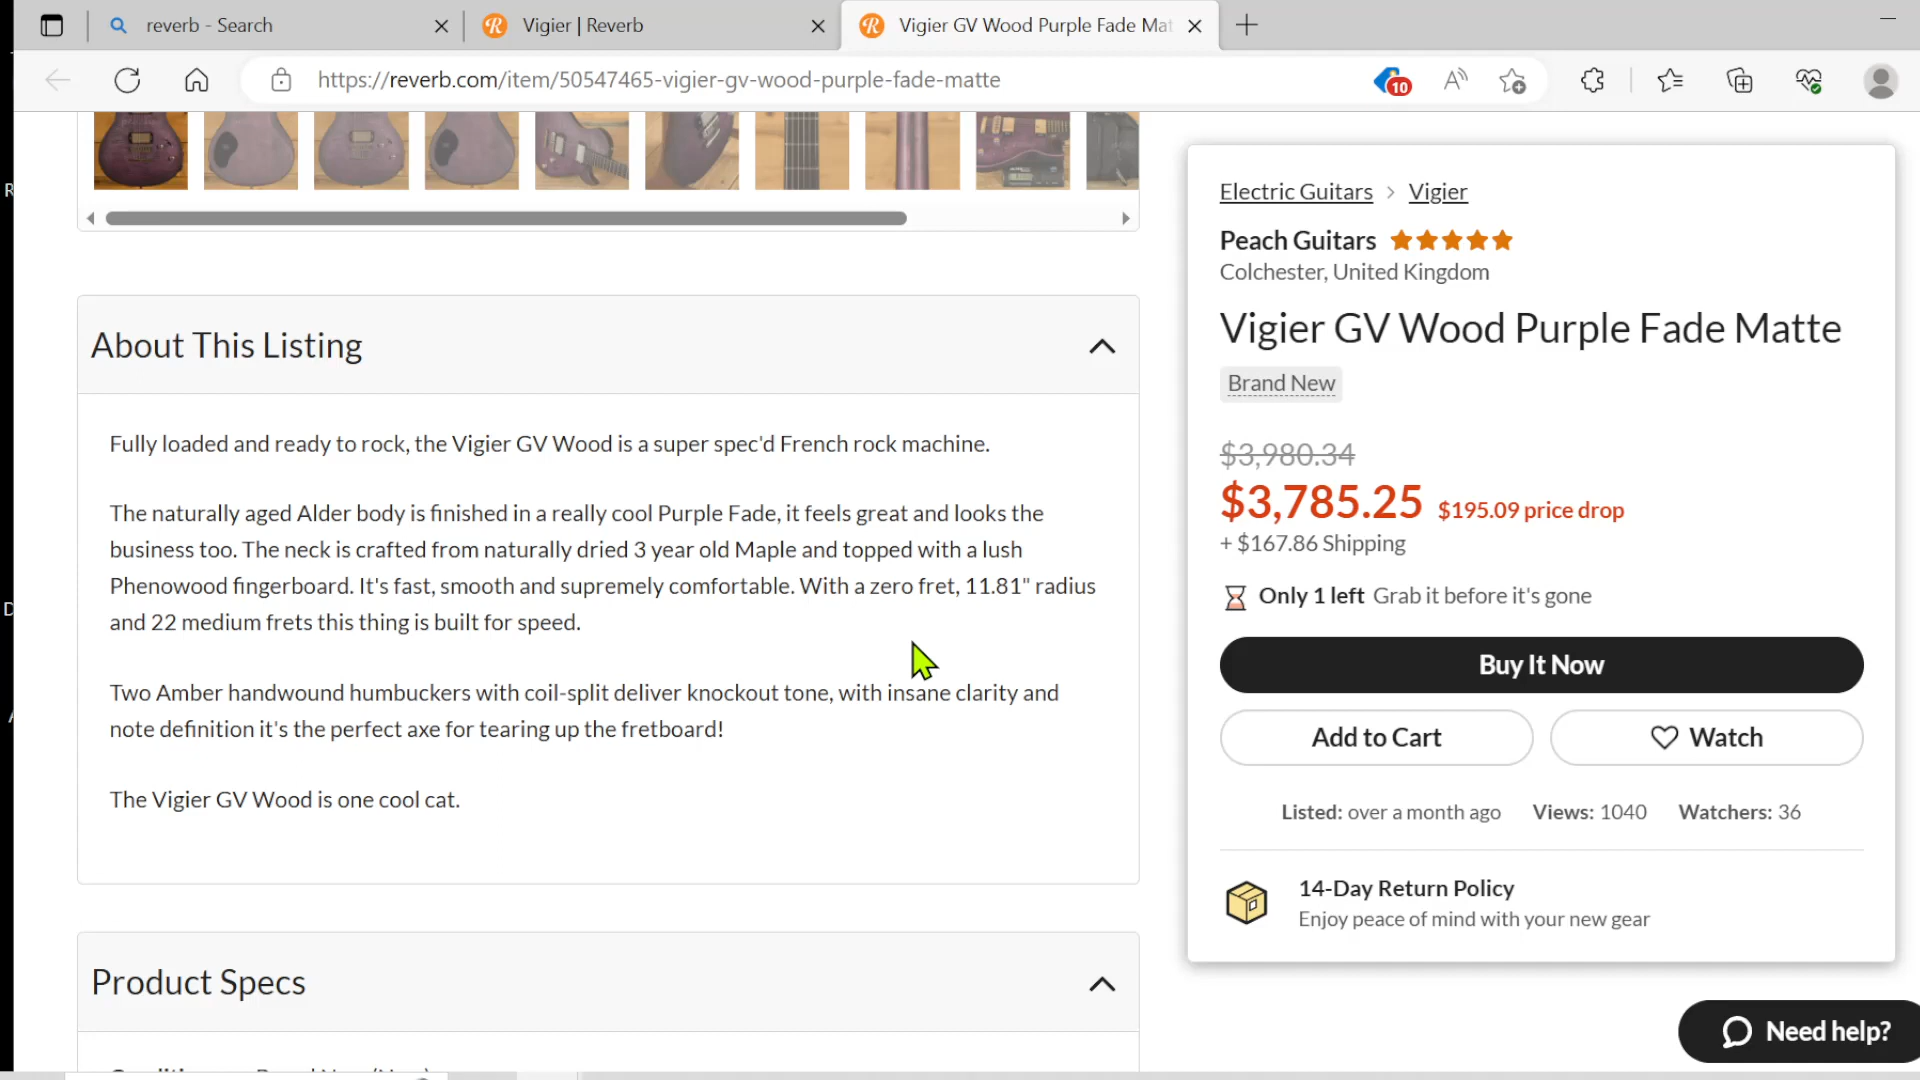 reverb - Search
Vigier | Reverb
Vigier GV Wood Purple Fade Mat
https://reverb.com/item/50547465-vigier-gv-wood-purple-fade-matte
10
Electric Guitars > Vigier
Peach Guitars
Colchester, United Kingdom
Vigier GV Wood Purple Fade Matte
Brand New
$3,980.34
$3,785.25 $195.09 price drop
+ $167.86 Shipping
Only 1 left Grab it before it's gone
Buy It Now
Add to Cart
Watch
Listed: over a month ago Views: 1040 Watchers: 36
14-Day Return Policy
Enjoy peace of mind with your new gear
About This Listing
Fully loaded and ready to rock, the Vigier GV Wood is a super spec'd French rock machine.
The naturally aged Alder body is finished in a really cool Purple Fade, it feels great and looks the
business too. The neck is crafted from naturally dried 3 year old Maple and topped with a lush
Phenowood fingerboard. It's fast, smooth and supremely comfortable. With a zero fret, 11.81" radius
and 22 medium frets this thing is built for speed.
Two Amber handwound humbuckers with coil-split deliver knockout tone, with insane clarity and
note definition it's the perfect axe for tearing up the fretboard!
The Vigier GV Wood is one cool cat.
Product Specs
Need help?